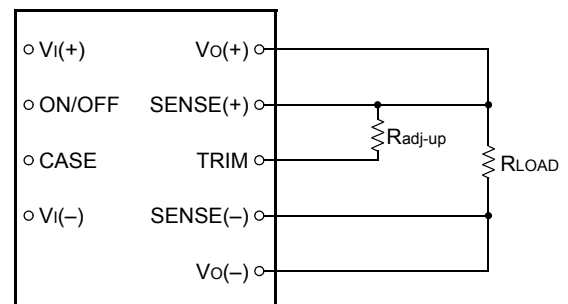 VI(+) VO(+)
ON/OFF SENSE(+)
Radj-up
CASE TRIM
RLOAD
VI(–) SENSE(–)
VO(–)